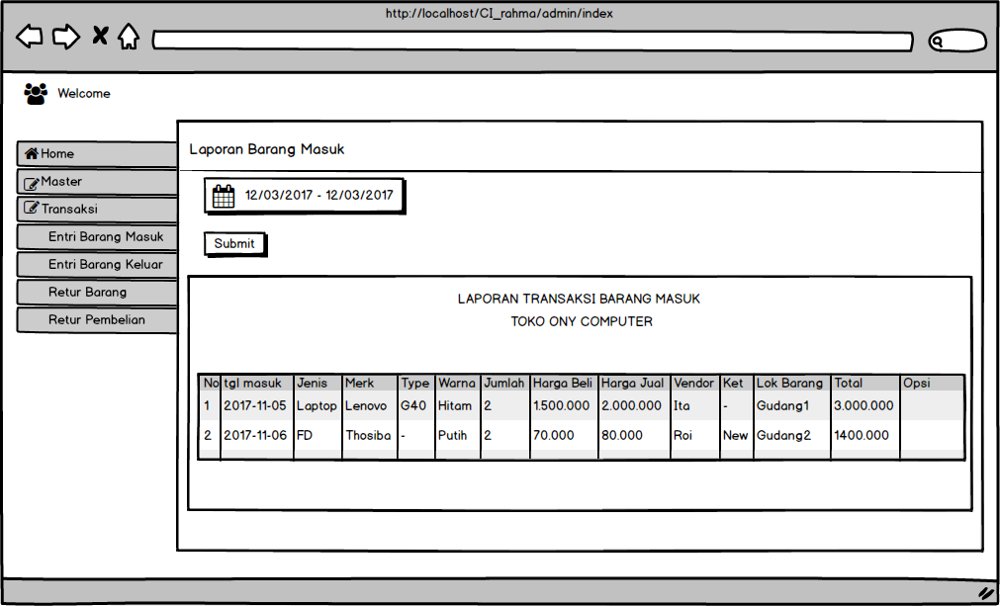 http://localhost/CI_rahma/admin/index
Welcome
Home
Master
Transaksi
Entri Barang Masuk
Entri Barang Keluar
Retur Barang
Retur Pembelian
Laporan Barang Masuk
12/03/2017 - 12/03/2017
Submit
LAPORAN TRANSAKSI BARANG MASUK
TOKO ONY COMPUTER
No tgl masuk Jenis Merk Type Warna Jumlah Harga Beli Harga Jual Vendor Ket Lok Barang Total Opsi
1 2017-11-05 Laptop Lenovo G40 Hitam 2 1.500.000 2.000.000 Ita - Gudang1 3.000.000
2 2017-11-06 FD Thosiba - Putih 2 70.000 80.000 Roi New Gudang2 1400.000